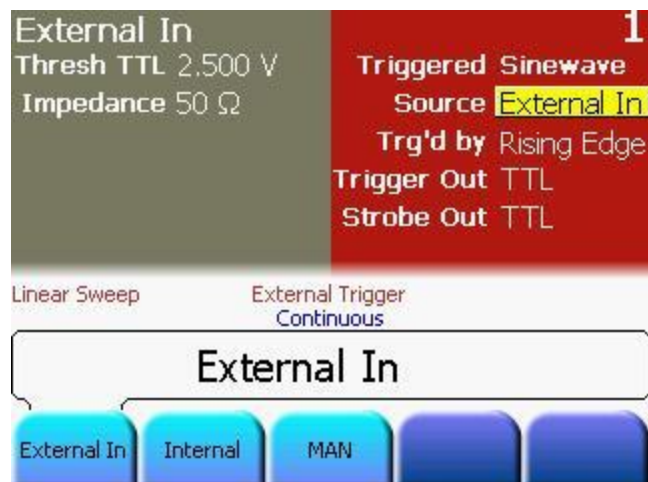 External In
Thresh TTL 2,500 V
Impedance 50 Ω
1
Triggered Sinewave
Source External In
Trg'd by Rising Edge
Trigger Out TTL
Strobe Out TTL
Linear Sweep External Trigger
Continuous
External In
External In Internal MAN